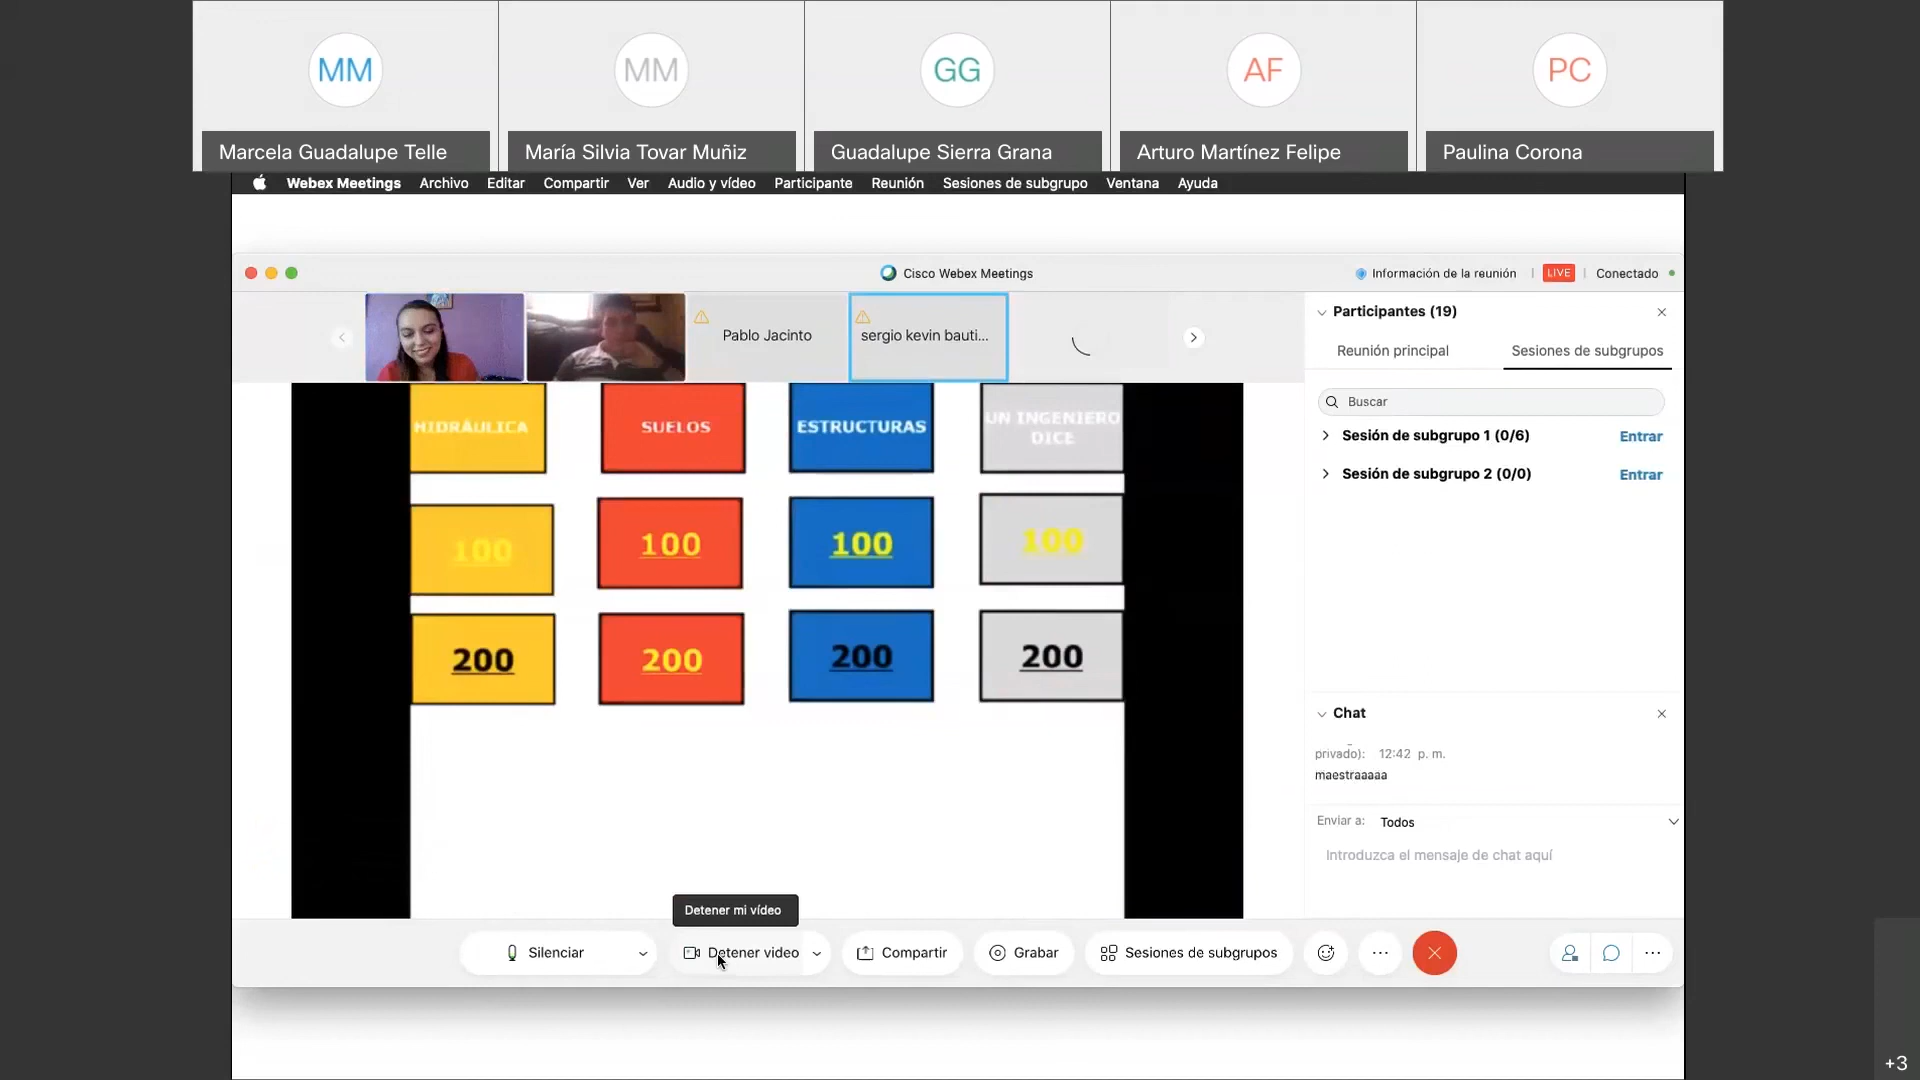 MM
MM
GG
AF
PC
Marcela Guadalupe Telle
María Silvia Tovar Muñiz
Guadalupe Sierra Grana
Arturo Martínez Felipe
Paulina Corona
Webex Meetings Archivo Editar Compartir Ver Audio y vídeo Participante Reunión Sesiones de subgrupo Ventana Ayuda
Cisco Webex Meetings
Información de la reunión
LIVE
Conectado
Pablo Jacinto
sergio kevin bauti...
Participantes (19)
Reunión principal
Sesiones de subgrupos
Buscar
Sesión de subgrupo 1 (0/6) Entrar
Sesión de subgrupo 2 (0/0) Entrar
HIDRÁULICA
SUELOS
ESTRUCTURAS
UN INGENIERO
DICE
100 100 100 100
200 200 200 200
Chat
privado): 12:42 p. m.
maestraaaaa
Enviar a: Todos
Introduzca el mensaje de chat aquí
Detener mi vídeo
Silenciar
Detener video
Compartir
Grabar
Sesiones de subgrupos
+3